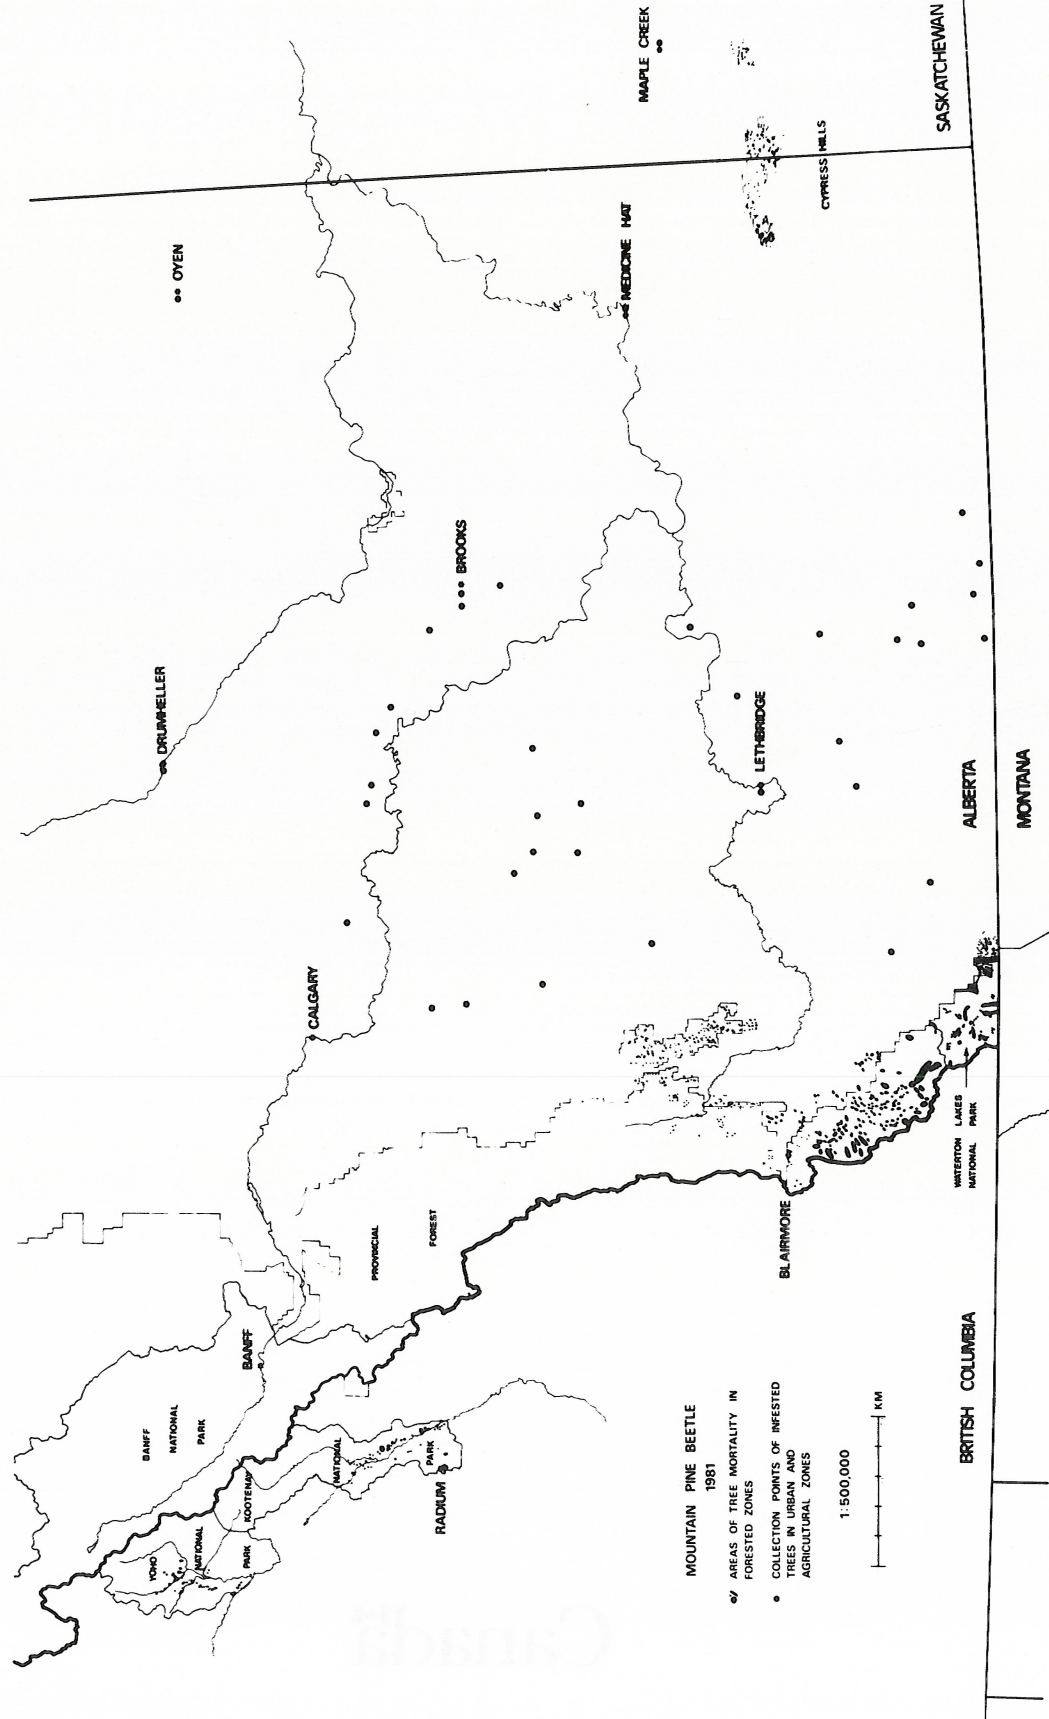 MOUNTAIN PINE BEETLE
1981
AREAS OF TREE MORTALITY IN
FORESTED ZONES
COLLECTION POINTS OF INFESTED
TREES IN URBAN AND
AGRICULTURAL ZONES
1:500,000
KM
YOHO
NATIONAL
PARK
BANFF
NATIONAL
PARK
KOOTENAY
NATIONAL
PARK
RADIUM
BANFF
PROVINCIAL
FOREST
CALGARY
DRUMHELLER
OYEN
BROOKS
MEDICINE HAT
MAPLE CREEK
CYPRESS HILLS
LETHBRIDGE
BLAIRMORE
WATERTON LAKES
NATIONAL PARK
BRITISH COLUMBIA
ALBERTA
MONTANA
SASKATCHEWAN
Canada